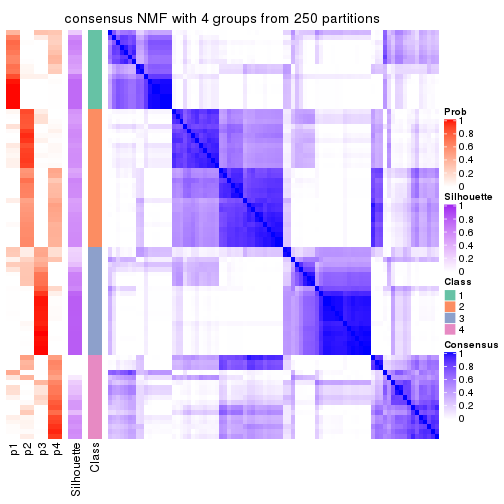 consensus NMF with 4 groups from 250 partitions
Prob
1
0.8
0.6
0.4
0.2
0
Silhouette
1
0.8
0.6
0.4
0.2
0
Class
1
2
3
4
Consensus
1
0.8
0.6
0.4
0.2
0
p1
p2
p3
p4
Silhouette
Class